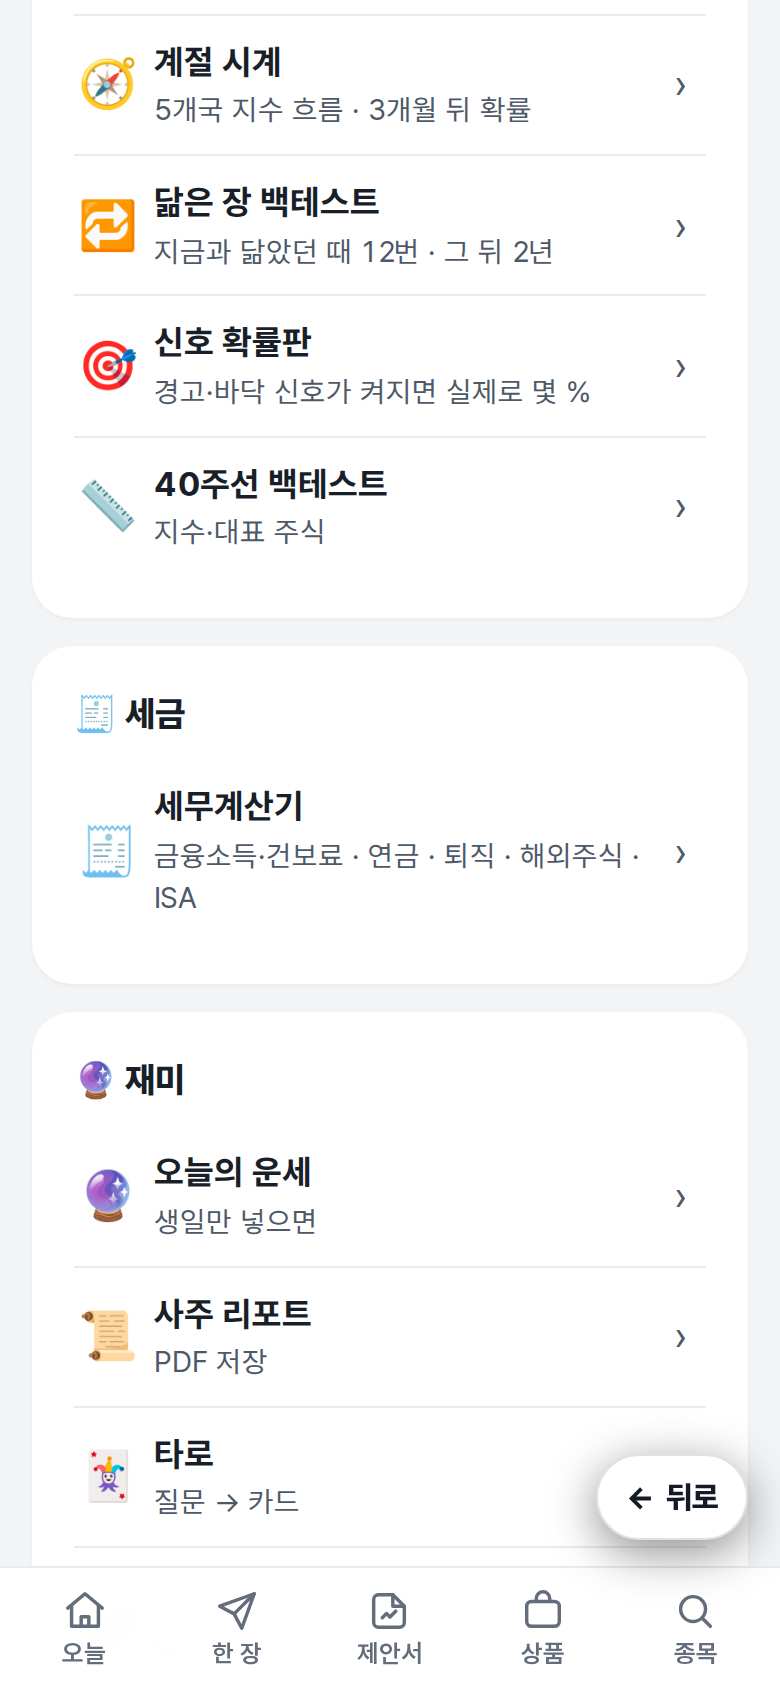 계절 시계
5개국 지수 흐름 · 3개월 뒤 확률
닮은 장 백테스트
지금과 닮았던 때 12번 · 그 뒤 2년
신호 확률판
경고·바닥 신호가 켜지면 실제로 몇 %
40주선 백테스트
지수·대표 주식
세금
세무계산기
금융소득·건보료 · 연금 · 퇴직 · 해외주식 ·
ISA
재미
오늘의 운세
생일만 넣으면
사주 리포트
PDF 저장
타로
질문 → 카드
← 뒤로
오늘
한 장
제안서
상품
종목